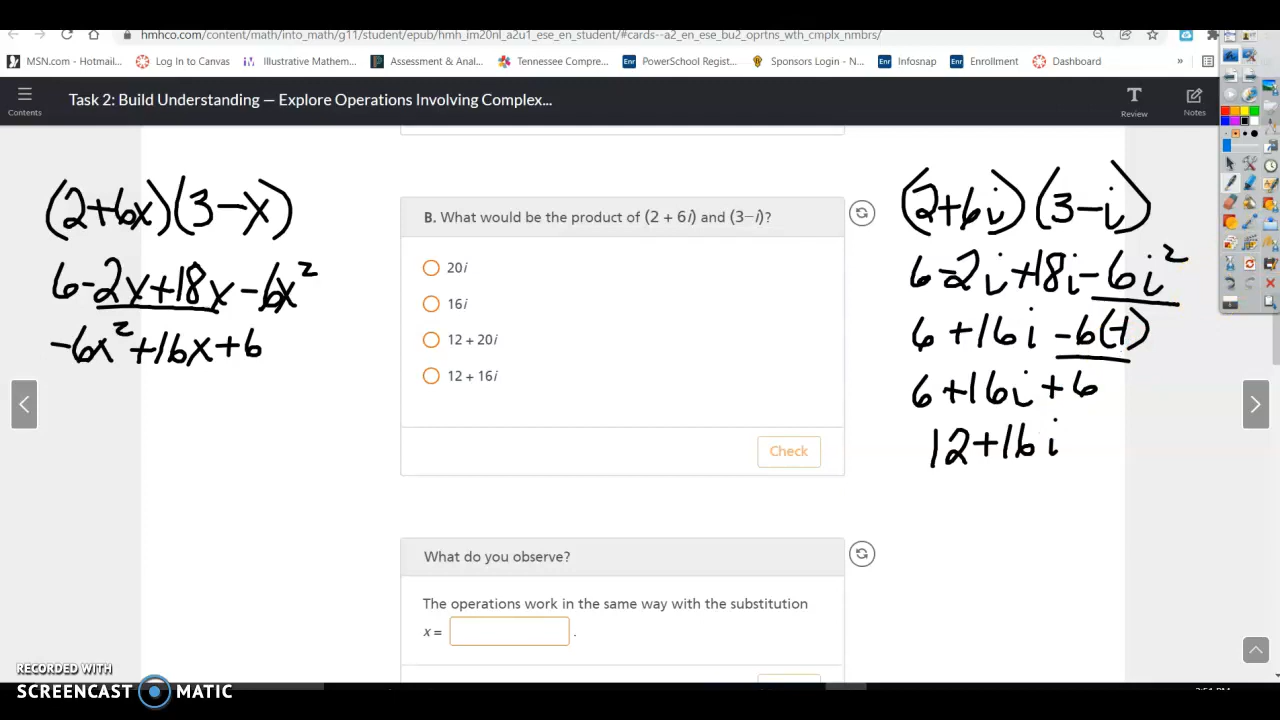 hmhco.com/content/math/into_math/g11/student/epub/hmh_im20nl_a2u1_ese_en_student/#cards--a2_en_ese_bu2_oprtns_wth_cmplx_nmbrs/
MSN.com - Hotmail...
Log In to Canvas
Illustrative Mathem...
Assessment & Anal...
Tennessee Compre...
Enr
PowerSchool Regist...
Sponsors Login - N...
Enr
Infosnap
Enr
Enrollment
Dashboard
»
Contents
Task 2: Build Understanding — Explore Operations Involving Complex...
Review
Notes
(2+6x)(3-x)
6-2x+18x-6x²
-6x²+16x+6
B. What would be the product of (2 + 6i) and (3−i)?
20i
16i
12 + 20i
12 + 16i
Check
(2+6i)(3-i)
6-2i+18i-6i²
6+16i-6(-1)
6+16i+6
12+16i
What do you observe?
The operations work in the same way with the substitution
x = .
RECORDED WITH
SCREENCAST MATIC